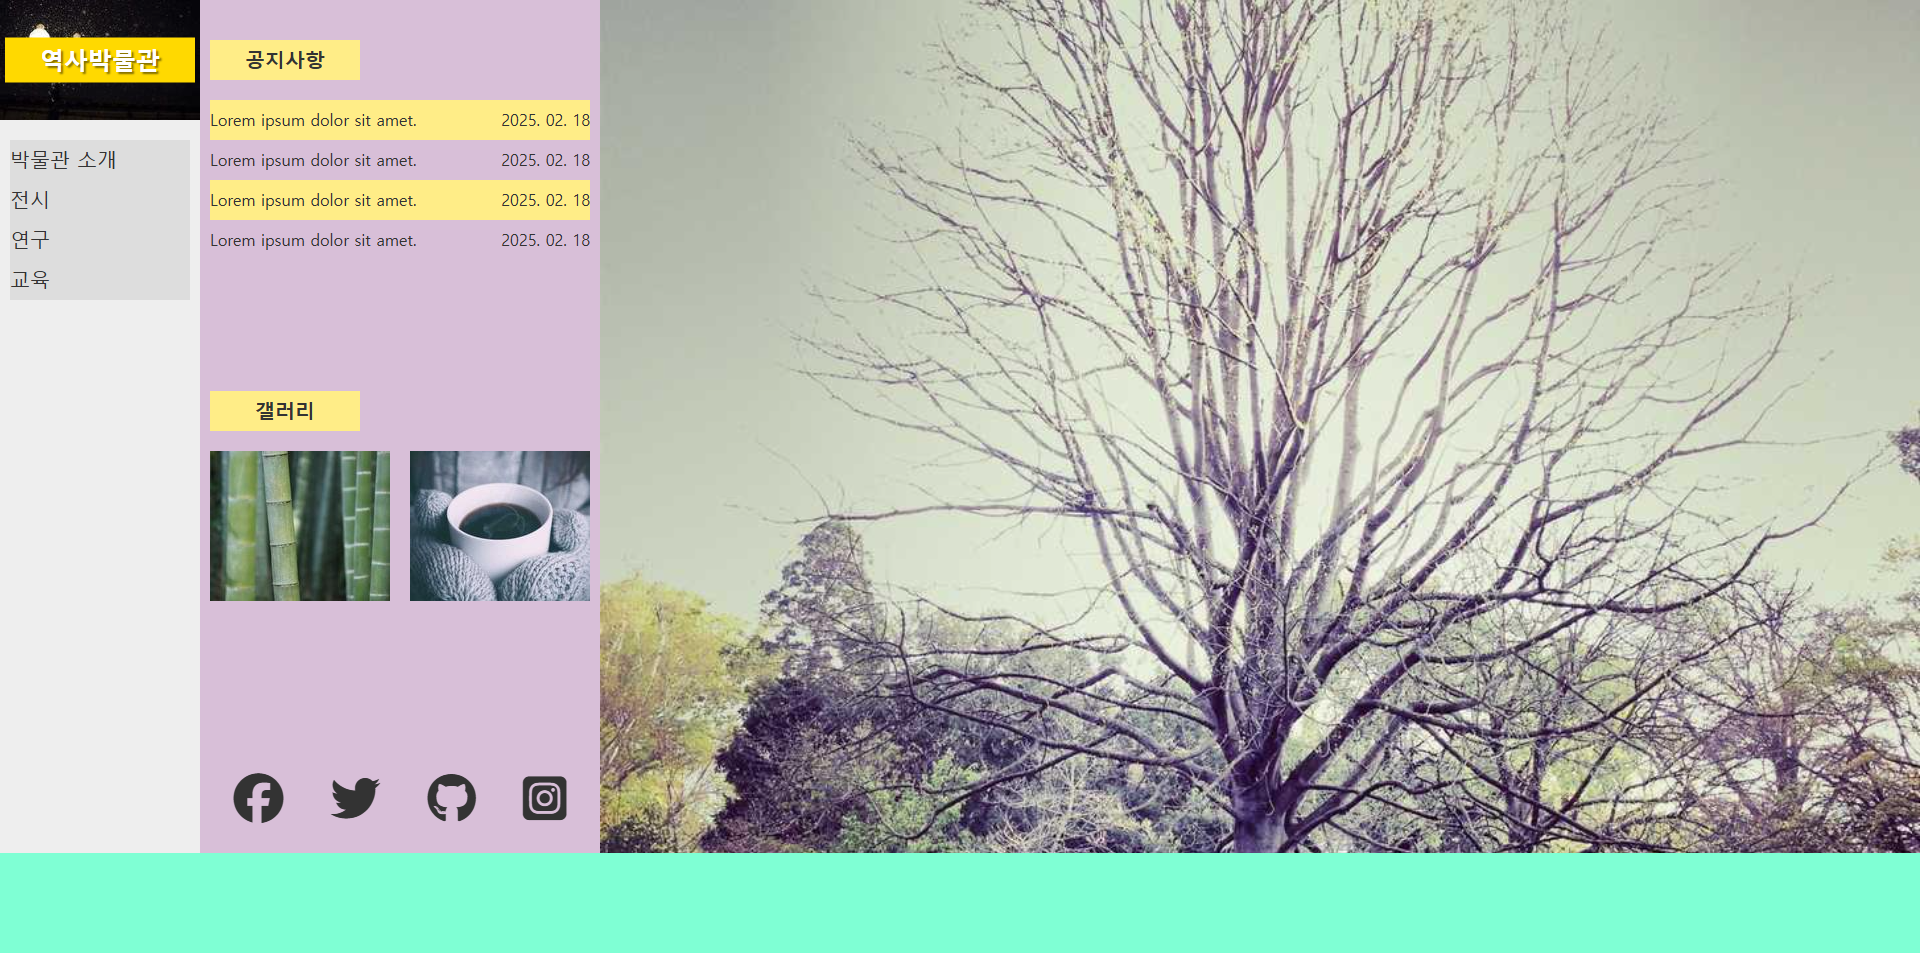 역사박물관
박물관 소개
전시
연구
교육
공지사항
Lorem ipsum dolor sit amet. 2025. 02. 18
Lorem ipsum dolor sit amet. 2025. 02. 18
Lorem ipsum dolor sit amet. 2025. 02. 18
Lorem ipsum dolor sit amet. 2025. 02. 18
갤러리